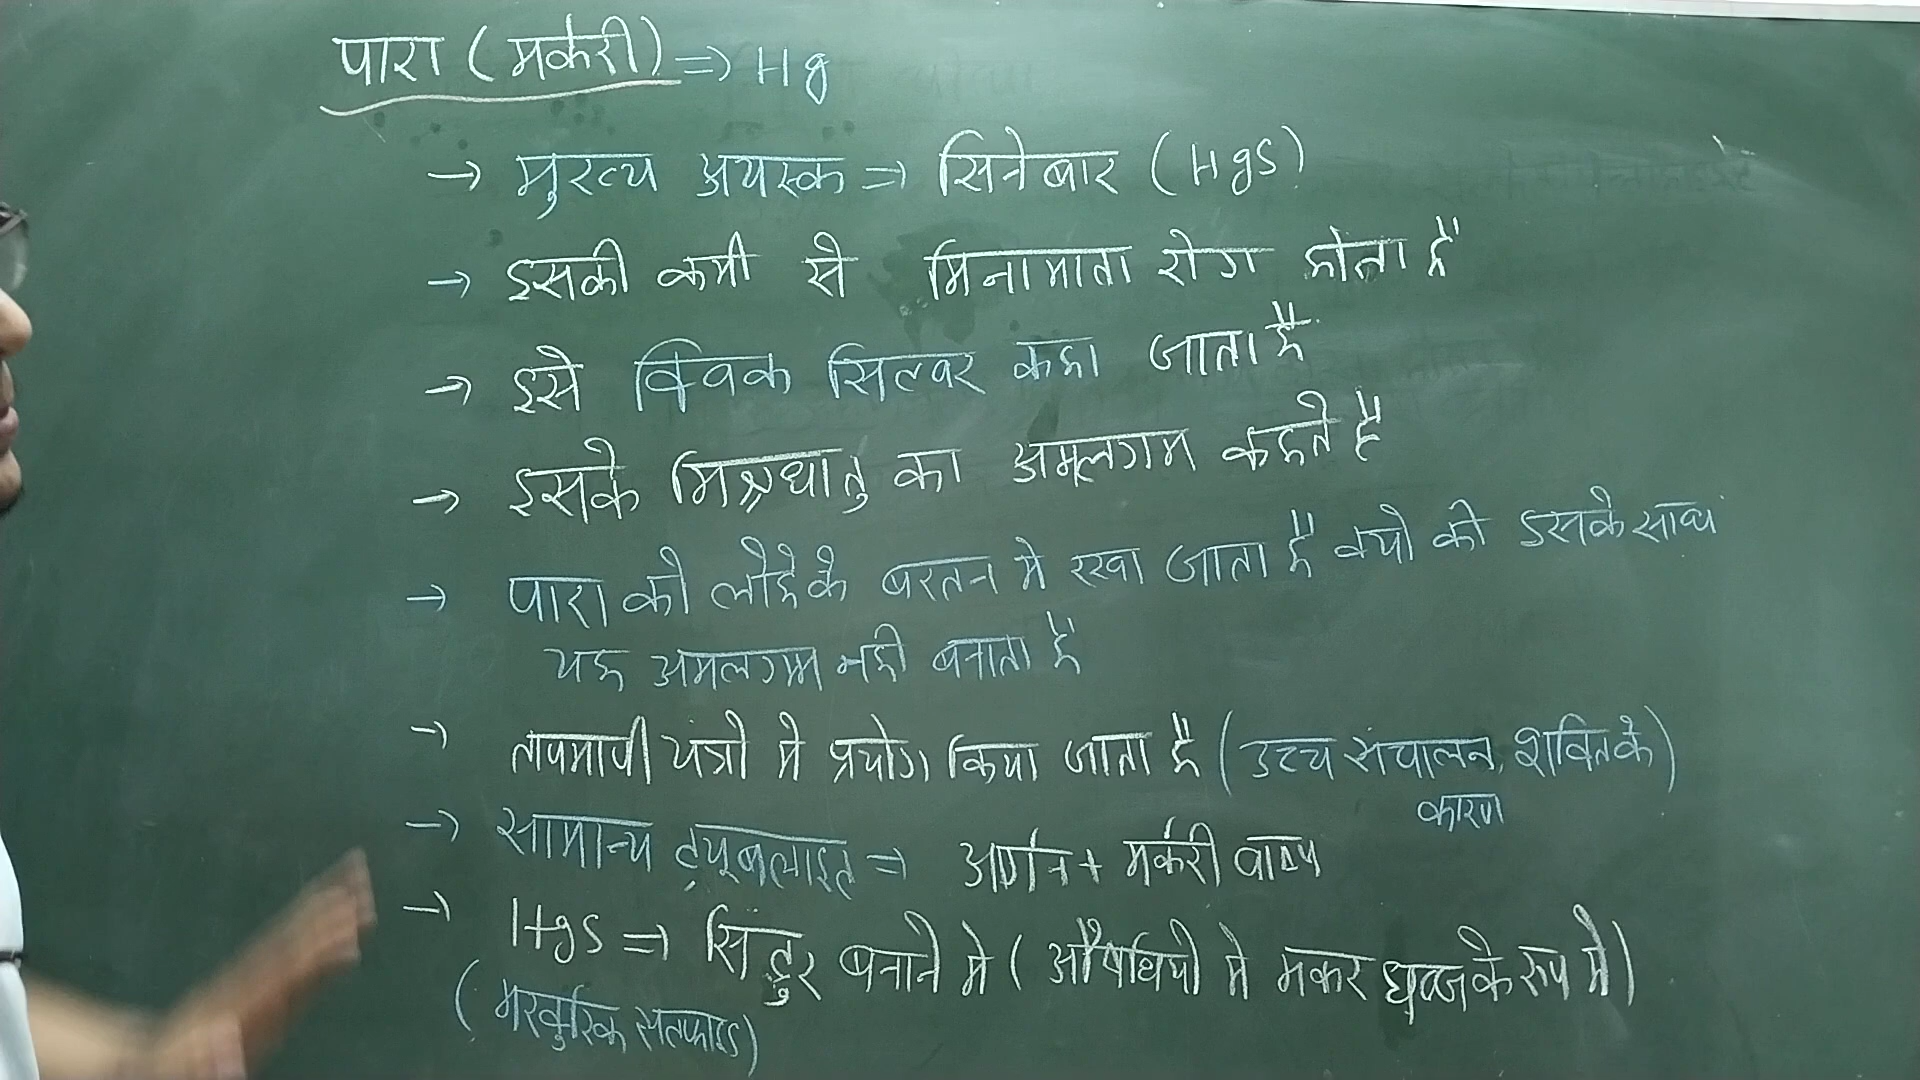 पारा (मर्करी) => Hg
→ मुख्य अयस्क => सिनेबार (HgS)
→ इसकी कमी से मिनामाता रोग होता है
→ इसे क्विक सिल्वर कहा जाता है
→ इसके मिश्रधातु का अमलगम कहते है
→ पारा को लोहे के बरतन मे रखा जाता है क्यो की इसके साथ
यह अमलगम नही बनाता है
→ तापमापी यंत्रो मे प्रयोग किया जाता है (उच्च संचालन, शक्ति के)
कारण
→ सामान्य ट्यूबलाइट => आर्गन + मर्करी वाष्प
→ HgS => सिंदुर बनाने मे (औषधियो मे मकर ध्वज के रुप मे)
(मरक्युरिक सल्फाइड)